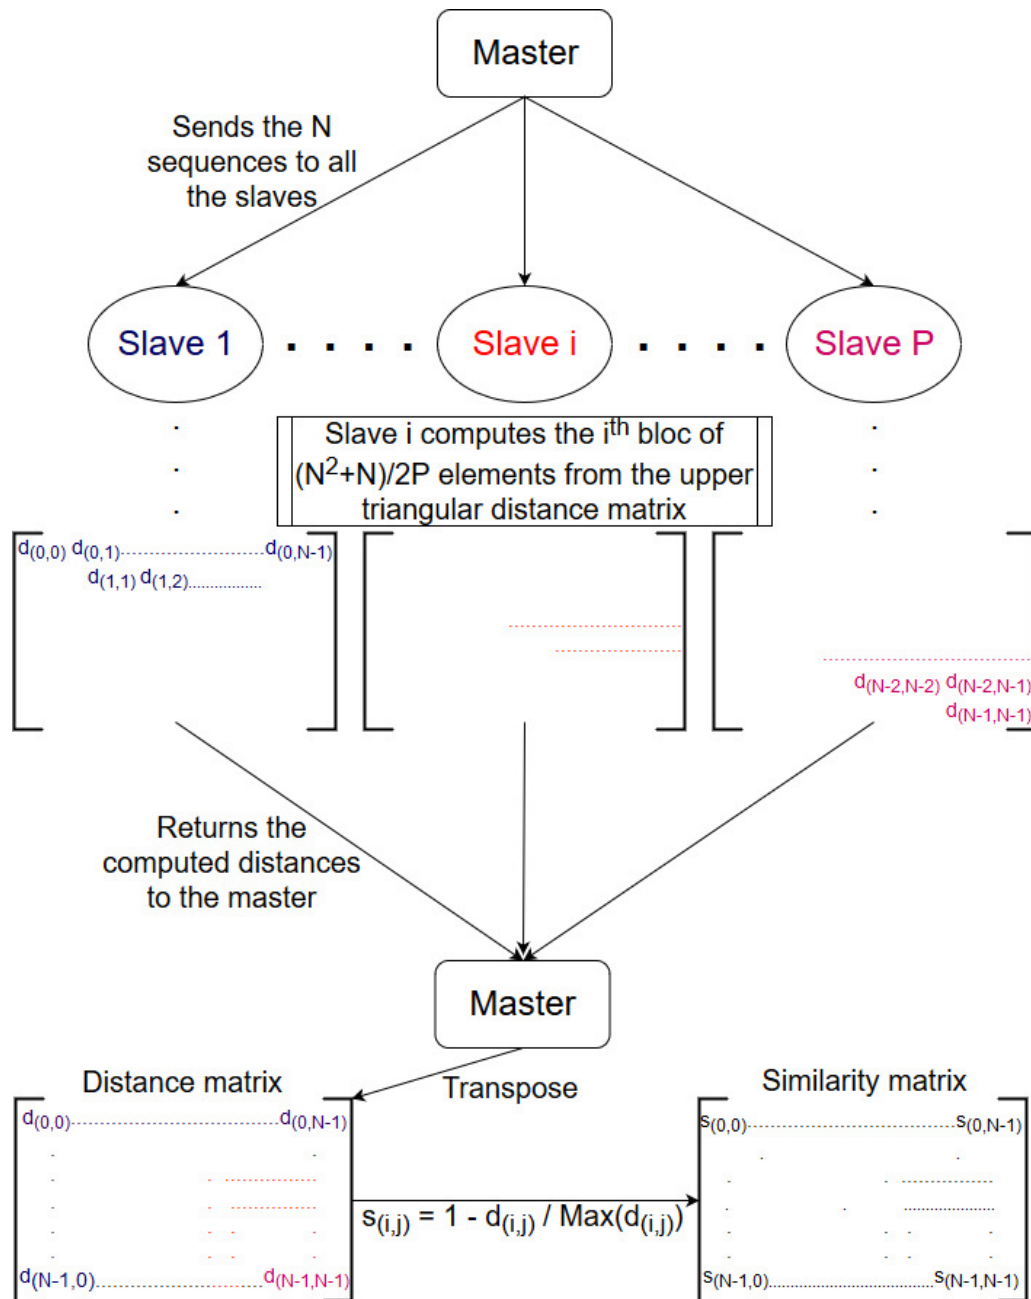 Master
Sends the N
sequences to all
the slaves
Slave 1 . . . . Slave i . . . . Slave P
Slave i computes the i^th bloc of
(N^2+N)/2P elements from the upper
triangular distance matrix
d(0,0) d(0,1)........................d(0,N-1)
d(1,1) d(1,2)..................
d(N-2,N-2) d(N-2,N-1)
d(N-1,N-1)
Returns the
computed distances
to the master
Master
Transpose
Distance matrix
d(0,0)........................d(0,N-1)
d(N-1,0)........................d(N-1,N-1)
s(i,j) = 1 - d(i,j) / Max(d(i,j))
Similarity matrix
s(0,0)........................s(0,N-1)
s(N-1,0)........................s(N-1,N-1)